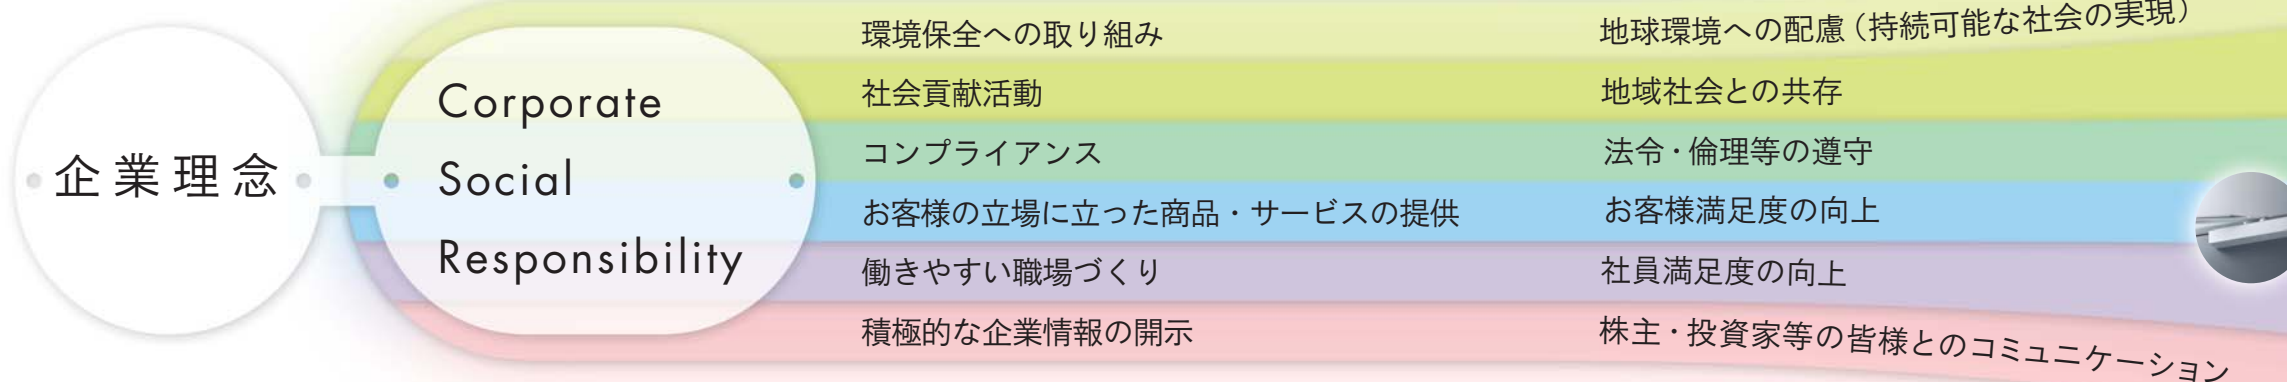 企業理念
Corporate
Social
Responsibility
環境保全への取り組み
地球環境への配慮（持続可能な社会の実現）
社会貢献活動
地域社会との共存
コンプライアンス
法令・倫理等の遵守
お客様の立場に立った商品・サービスの提供
お客様満足度の向上
働きやすい職場づくり
社員満足度の向上
積極的な企業情報の開示
株主・投資家等の皆様とのコミュニケーション